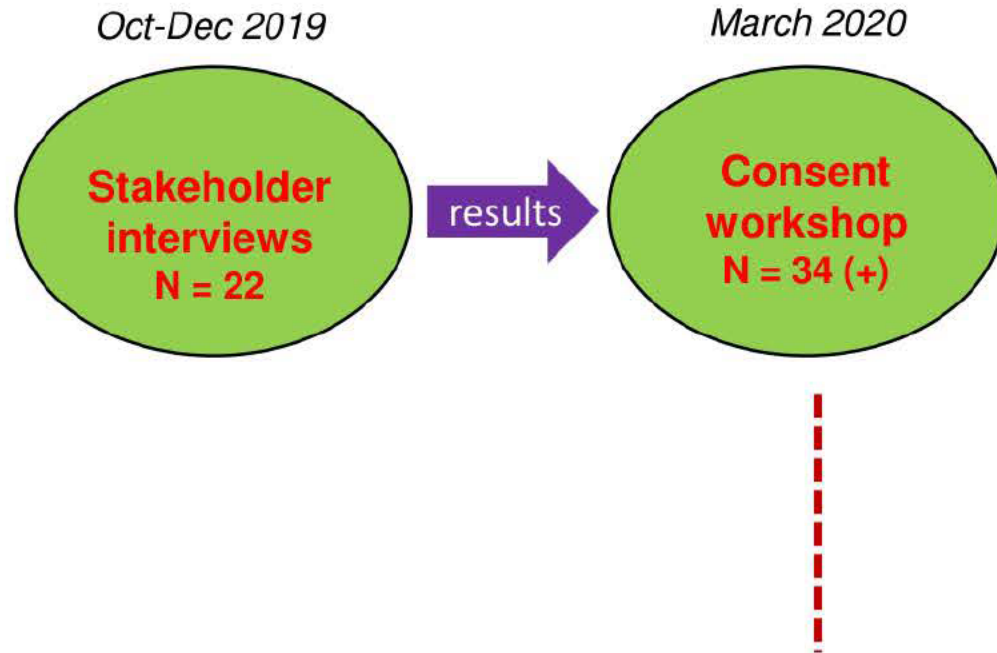 Oct-Dec 2019
March 2020
Stakeholder
interviews
N = 22
results
Consent
workshop
N = 34 (+)